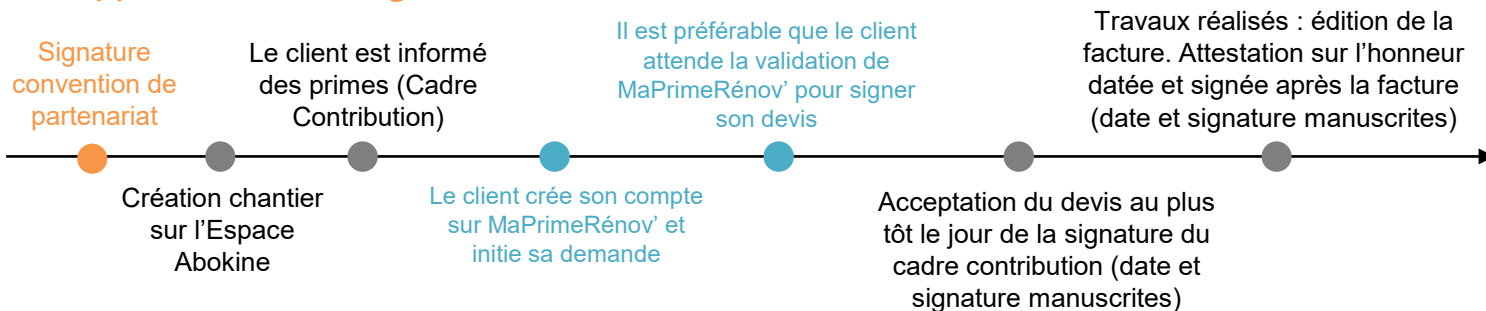 Signature
convention de
partenariat
Création chantier
sur l’Espace
Abokine
Le client est informé
des primes (Cadre
Contribution)
Le client crée son compte
sur MaPrimeRénov’ et
initie sa demande
Il est préférable que le client
attende la validation de
MaPrimeRénov’ pour signer
son devis
Acceptation du devis au plus
tôt le jour de la signature du
cadre contribution (date et
signature manuscrites)
Travaux réalisés : édition de la
facture. Attestation sur l’honneur
datée et signée après la facture
(date et signature manuscrites)